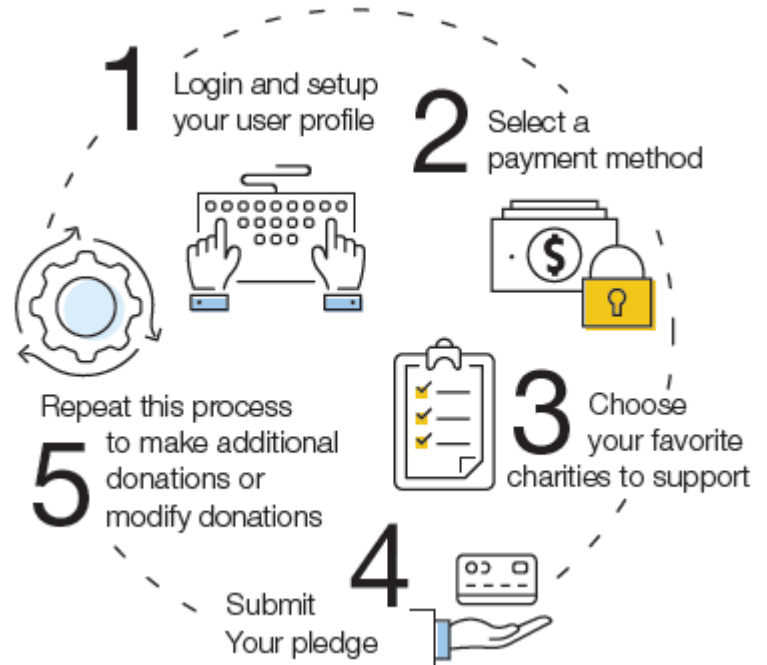 1
Login and setup
your user profile
2
Select a
payment method
$
3
Choose
your favorite
charities to support
4
Submit
Your pledge
5
Repeat this process
to make additional
donations or
modify donations